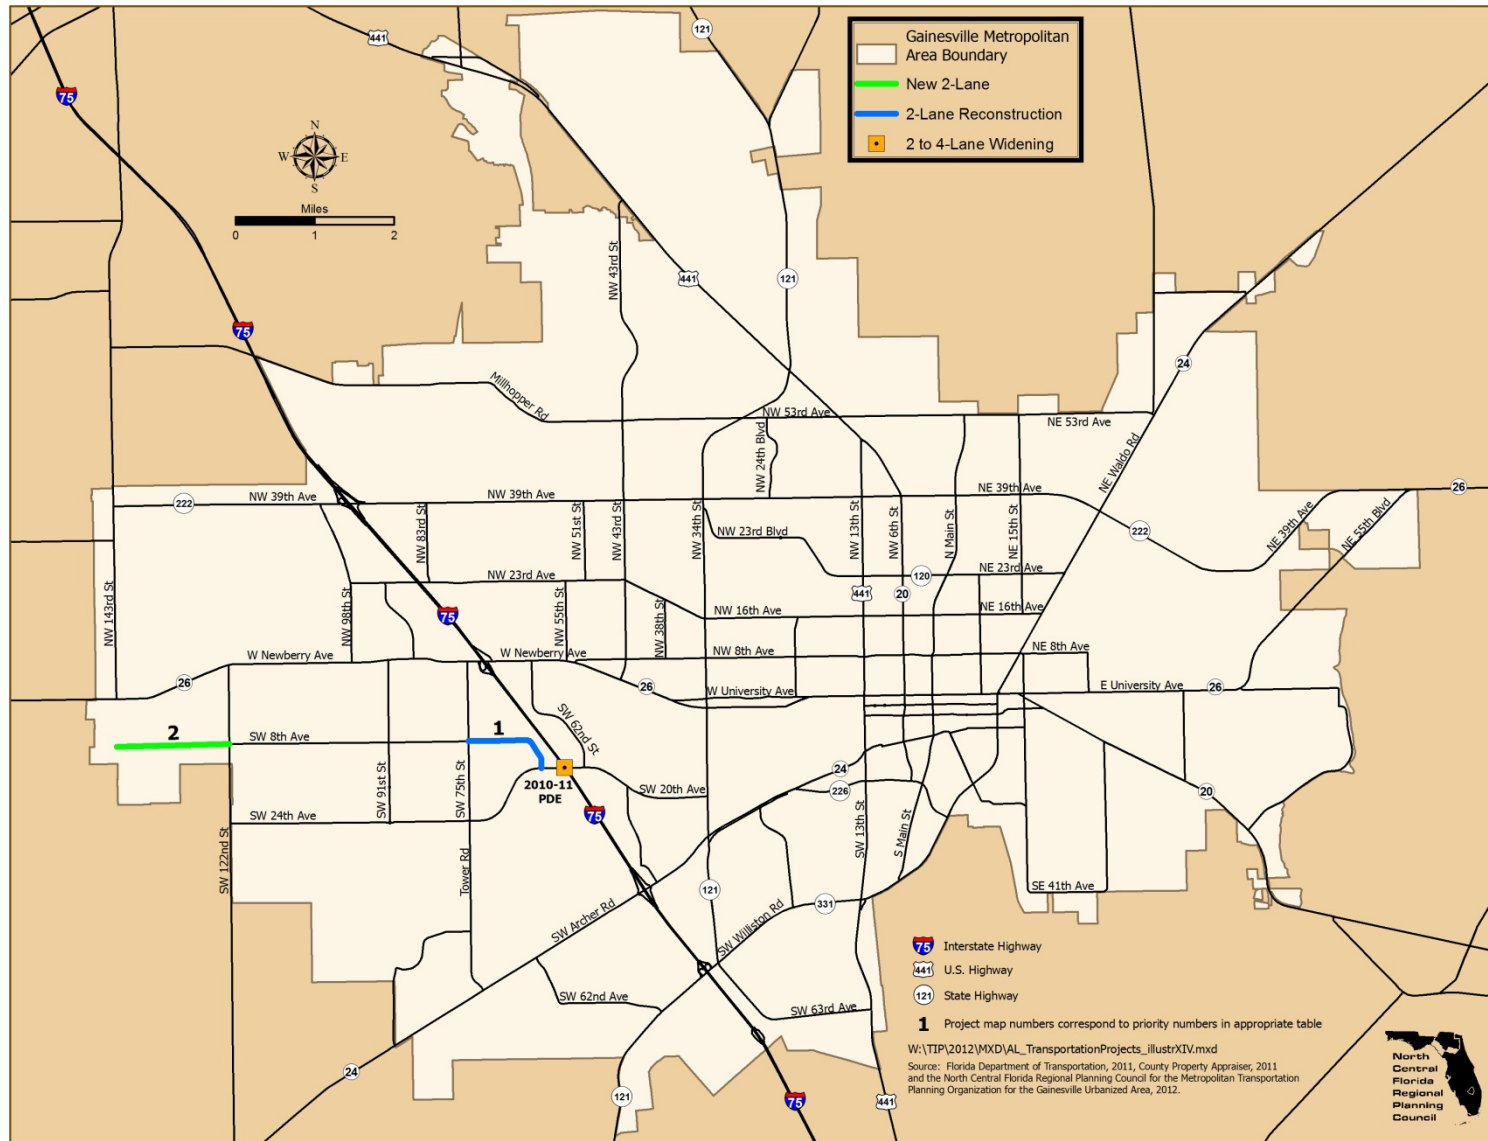 Gainesville Metropolitan
Area Boundary
New 2-Lane
2-Lane Reconstruction
2 to 4-Lane Widening
441
121
75
N
W
E
S
Miles
0 1 2
NW 43rd St
441
121
75
24
Millhopper Rd
NW 53rd Ave
NE 53rd Ave
NW 24th Blvd
NE Waldo Rd
26
222
NW 39th Ave
NW 39th Ave
NE 39th Ave
NW 83rd St
NW 51st St
NW 43rd St
NW 34th St
NW 23rd Blvd
NW 13th St
NW 6th St
N Main St
NE 15th St
222
NE 39th Ave
NE 55th Blvd
NW 23rd Ave
120
NE 23rd Ave
NW 143rd St
NW 98th St
75
NW 55th St
NW 38th St
441
20
NW 16th Ave
NE 16th Ave
W Newberry Ave
W Newberry Ave
NW 8th Ave
NE 8th Ave
26
26
W University Ave
E University Ave
26
2
SW 8th Ave
1
SW 62nd St
SW 91st St
SW 75th St
2010-11
PDE
SW 20th Ave
24
226
SW 24th Ave
75
SW 122nd St
Tower Rd
SW 13th St
S Main St
20
121
SE 41th Ave
SW Archer Rd
SW Williston Rd
331
SW 62nd Ave
SW 63rd Ave
24
121
75
441
75 Interstate Highway
441 U.S. Highway
121 State Highway
1 Project map numbers correspond to priority numbers in appropriate table
W:\TIP\2012\MXD\AL_TransportationProjects_illustrXIV.mxd
Source: Florida Department of Transportation, 2011, County Property Appraiser, 2011
and the North Central Florida Regional Planning Council for the Metropolitan Transportation
Planning Organization for the Gainesville Urbanized Area, 2012.
North
Central
Florida
Regional
Planning
Council